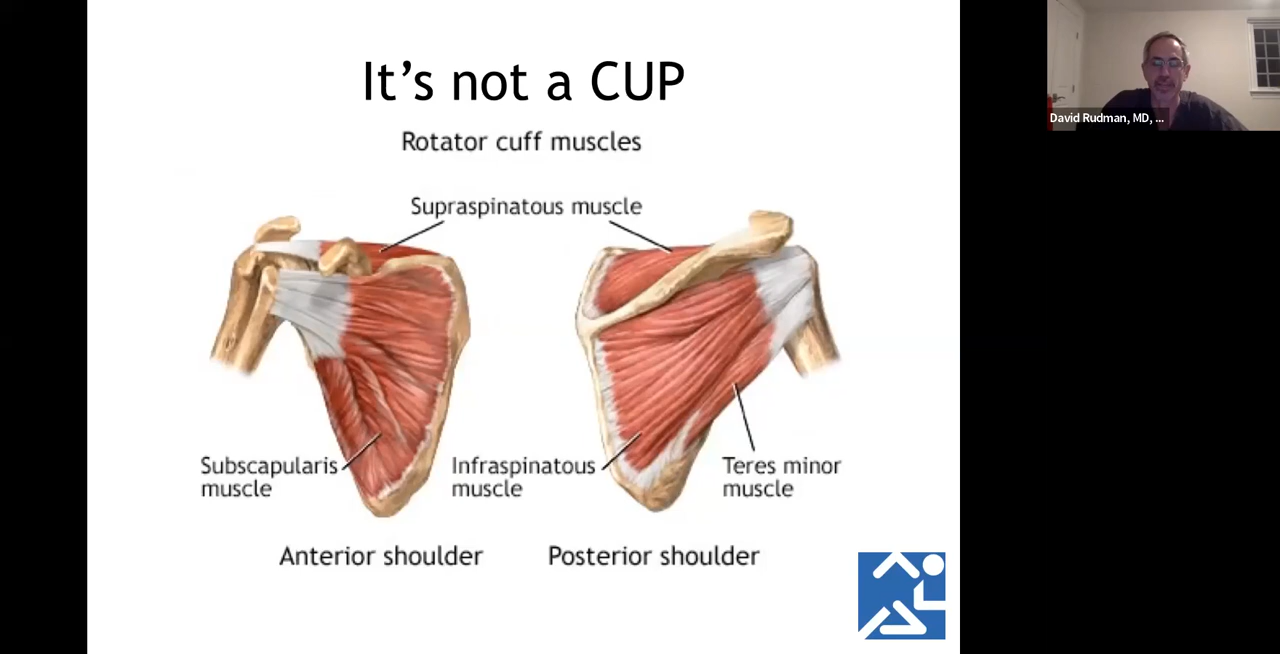 It’s not a CUP
Rotator cuff muscles
Supraspinatous muscle
Subscapularis
muscle
Infraspinatous
muscle
Teres minor
muscle
Anterior shoulder
Posterior shoulder
David Rudman, MD, ...